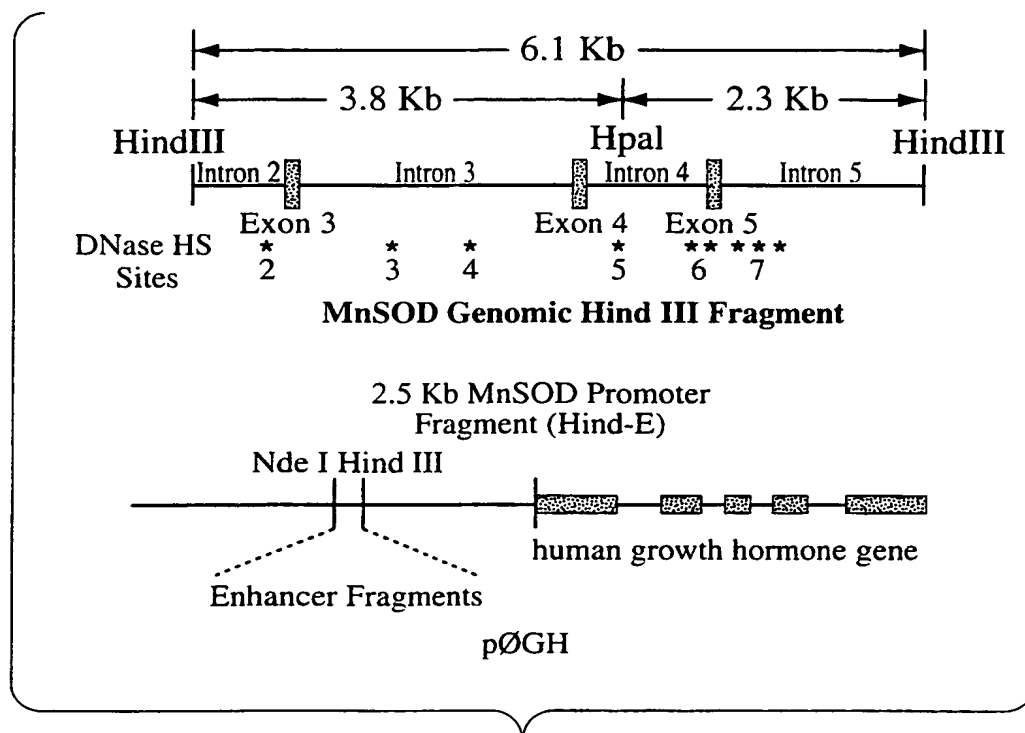 6.1 Kb
3.8 Kb 2.3 Kb
HindIII HpaI HindIII
Intron 2 Intron 3 Intron 4 Intron 5
Exon 3 Exon 4 Exon 5
DNase HS * * * * ** * * *
Sites 2 3 4 5 6 7
MnSOD Genomic Hind III Fragment
2.5 Kb MnSOD Promoter
Fragment (Hind-E)
Nde I Hind III
human growth hormone gene
Enhancer Fragments
pØGH